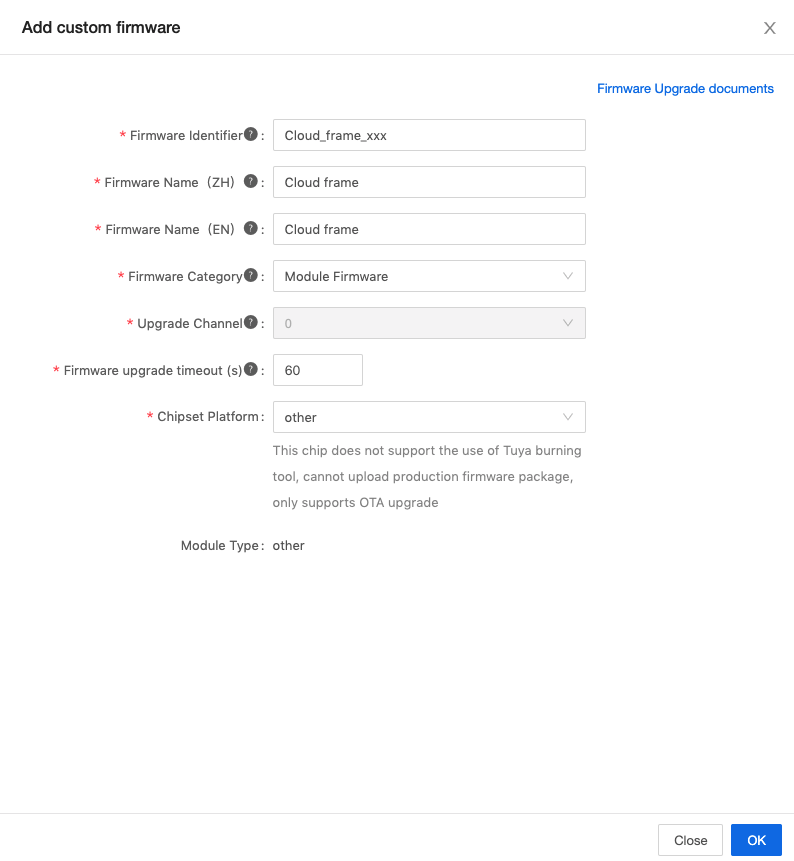 Add custom firmware
Firmware Upgrade documents
* Firmware Identifier ? : Cloud_frame_xxx
* Firmware Name（ZH） ? : Cloud frame
* Firmware Name（EN） ? : Cloud frame
* Firmware Category ? : Module Firmware
* Upgrade Channel ? : 0
* Firmware upgrade timeout (s) ? : 60
* Chipset Platform : other
This chip does not support the use of Tuya burning
tool, cannot upload production firmware package,
only supports OTA upgrade
Module Type : other
Close OK